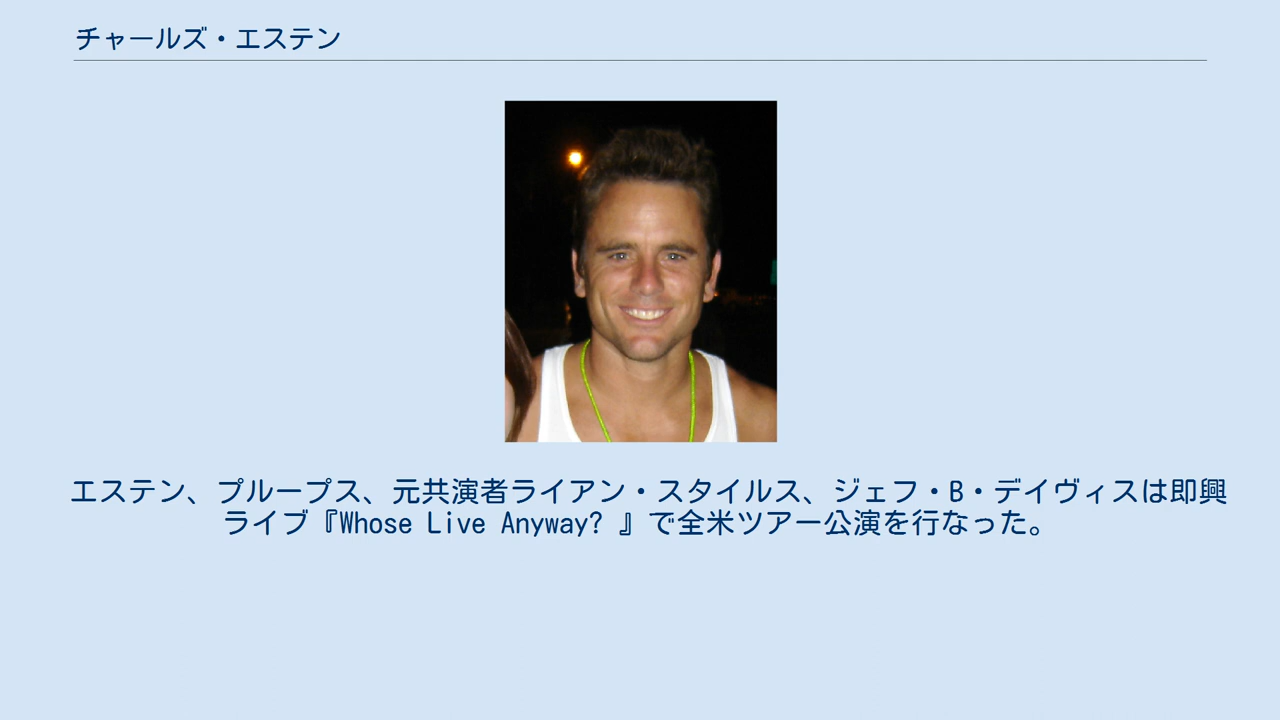 チャールズ・エステン
エステン、プループス、元共演者ライアン・スタイルス、ジェフ・B・デイヴィスは即興
ライブ『Whose Live Anyway? 』で全米ツアー公演を行なった。